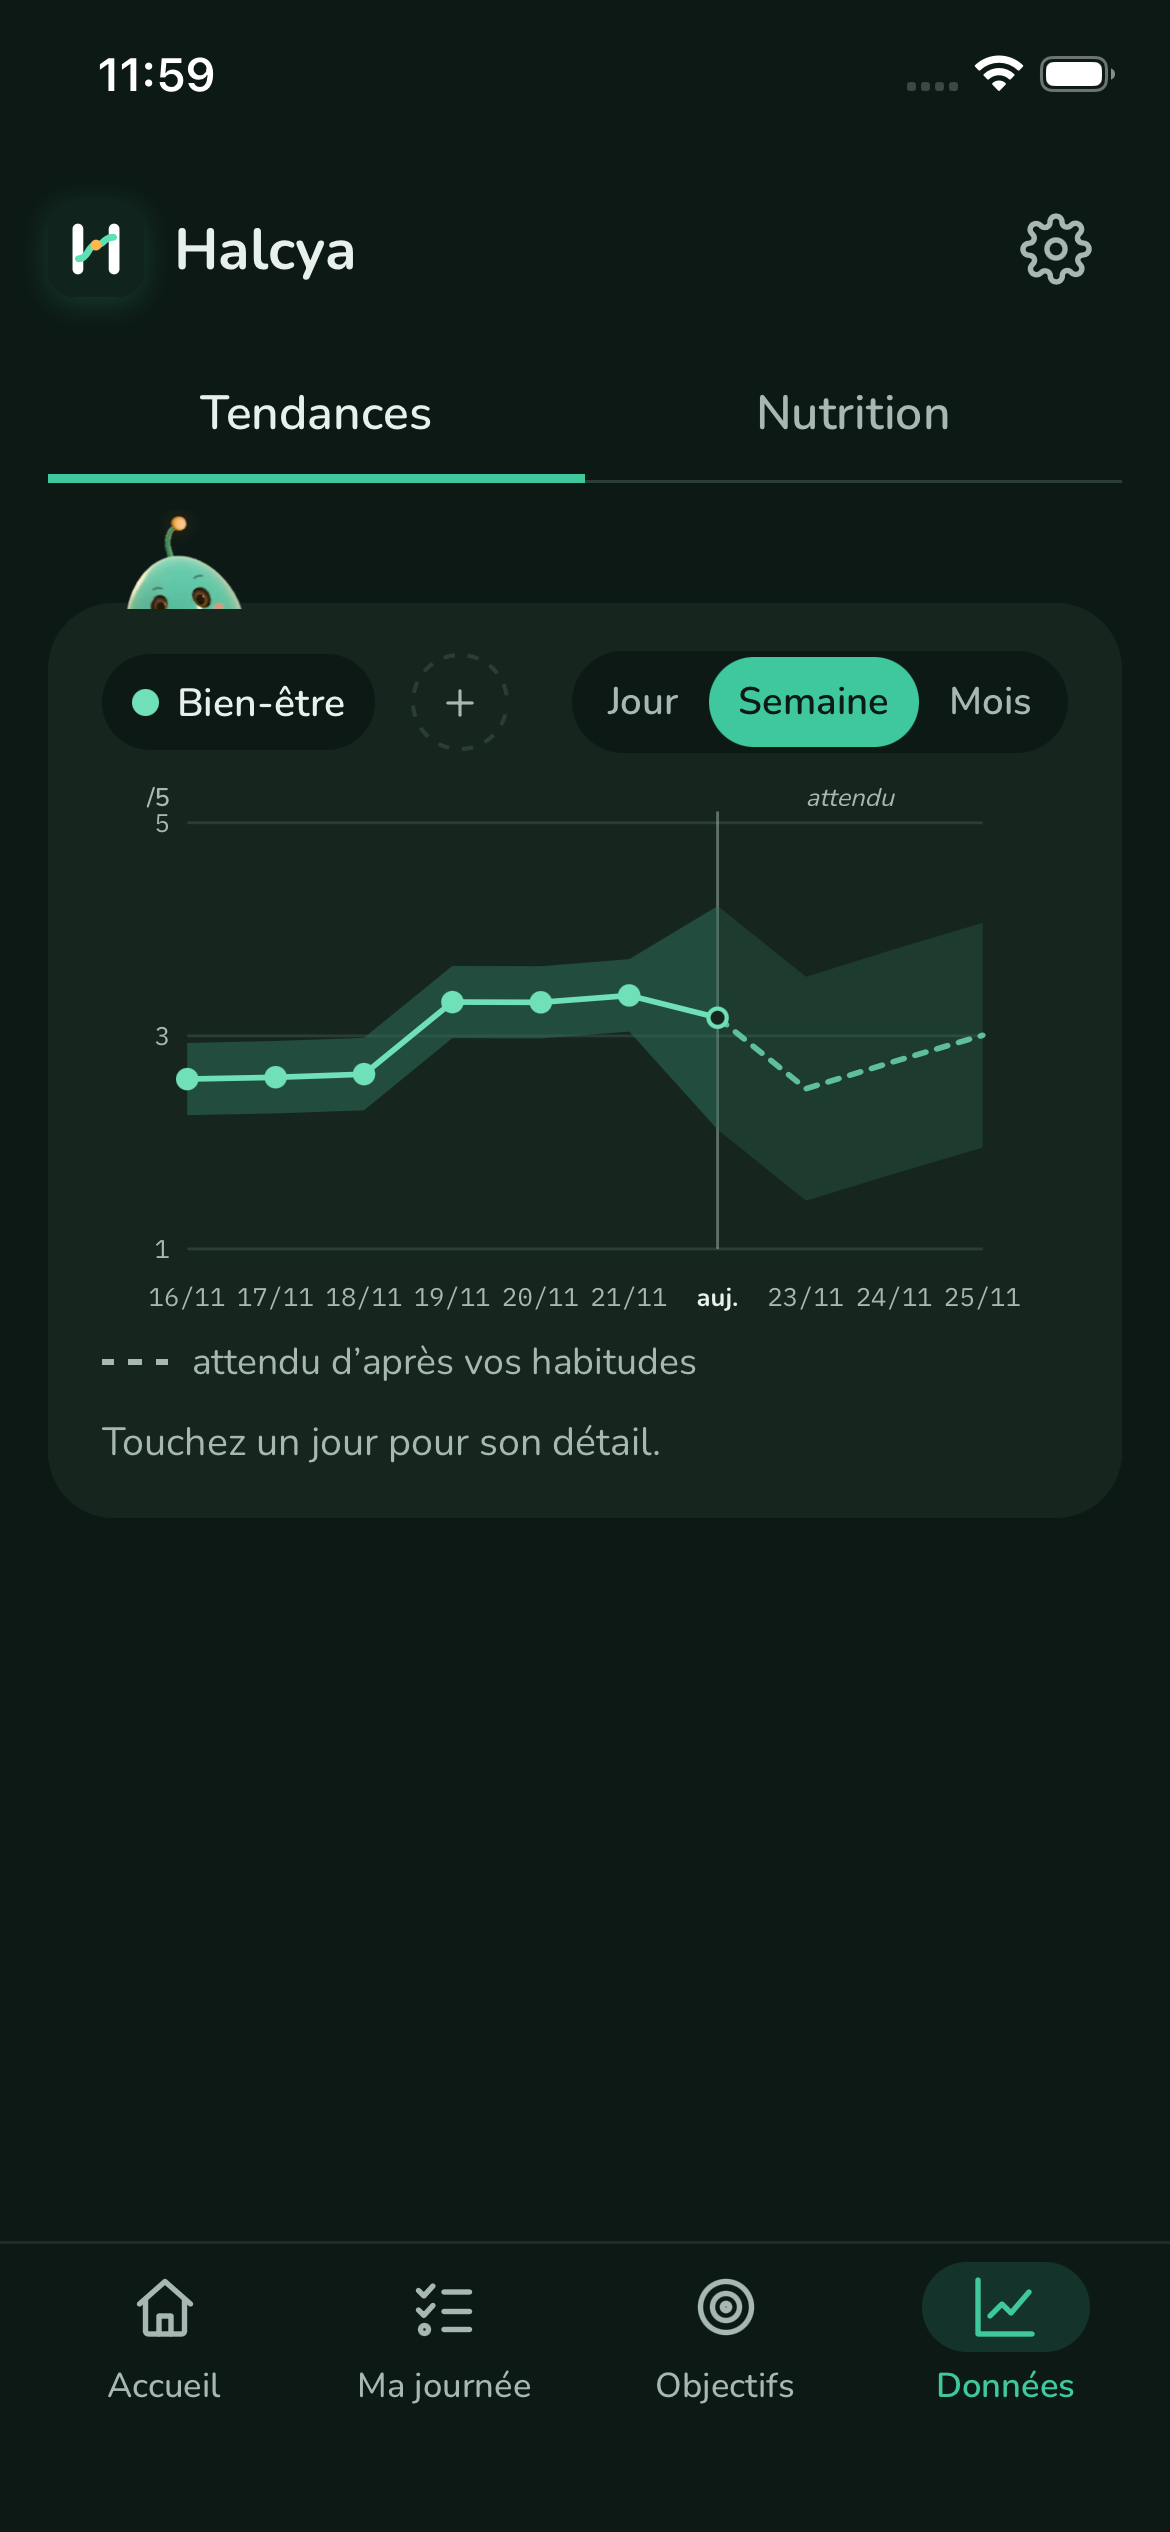 11:59
Halcya
Tendances
Nutrition
Bien-être
+
Jour Semaine Mois
/5
attendu
5
3
1
16/11 17/11 18/11 19/11 20/11 21/11 auj. 23/11 24/11 25/11
attendu d’après vos habitudes
Touchez un jour pour son détail.
Accueil Ma journée Objectifs Données